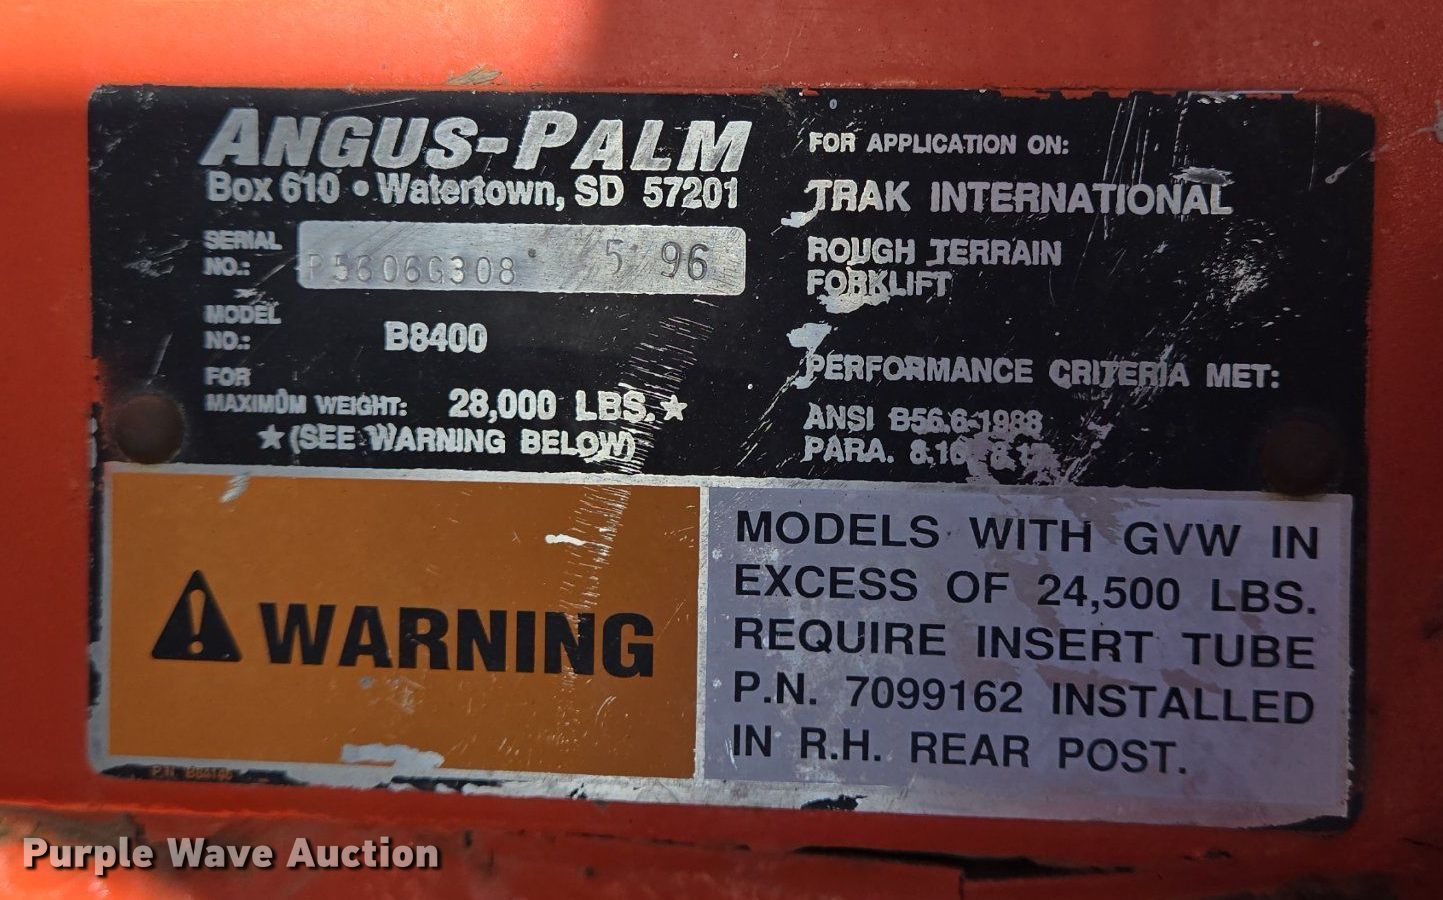 ANGUS-PALM
Box 610 • Watertown, SD 57201
SERIAL
NO.: P5606G308 5 96
MODEL
NO.: B8400
FOR
MAXIMUM WEIGHT: 28,000 LBS.★
★(SEE WARNING BELOW)
FOR APPLICATION ON:
TRAK INTERNATIONAL
ROUGH TERRAIN
FORKLIFT
PERFORMANCE CRITERIA MET:
ANSI B56.6-1988
PARA.
WARNING
MODELS WITH GVW IN
EXCESS OF 24,500 LBS.
REQUIRE INSERT TUBE
P.N. 7099162 INSTALLED
IN R.H. REAR POST.
P.N.
Purple Wave Auction